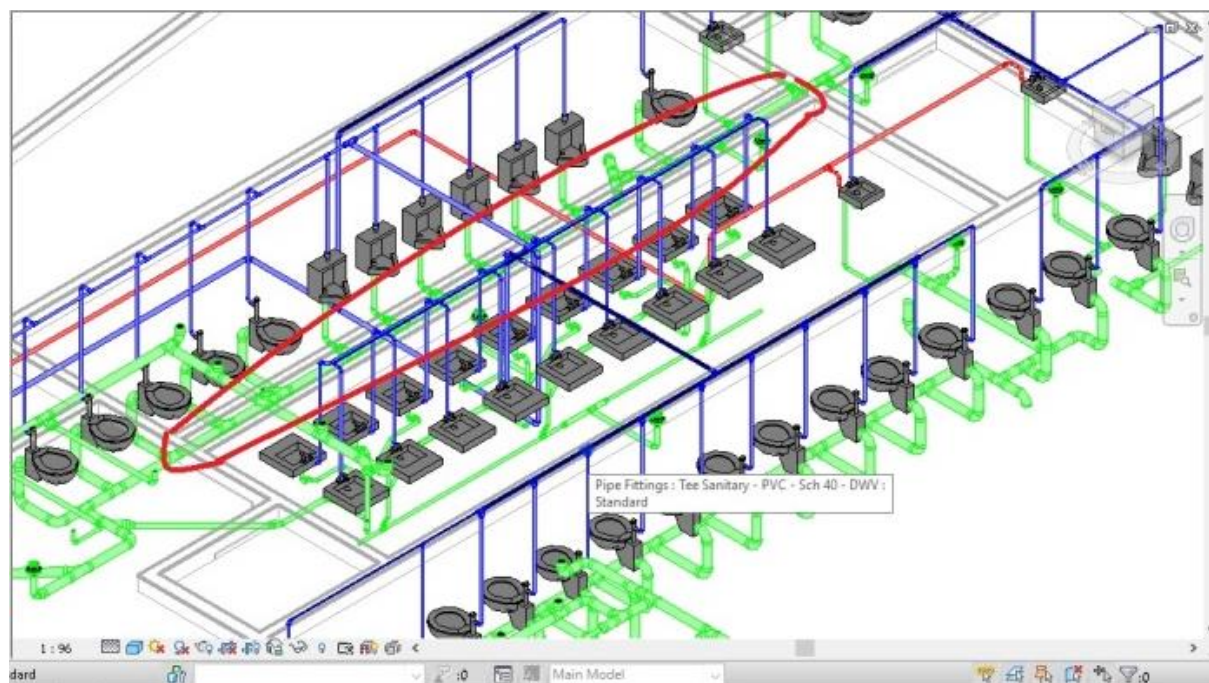 Pipe Fittings : Tee Sanitary - PVC - Sch 40 - DWV :
Standard
1 : 96
dard
:0
Main Model
:0